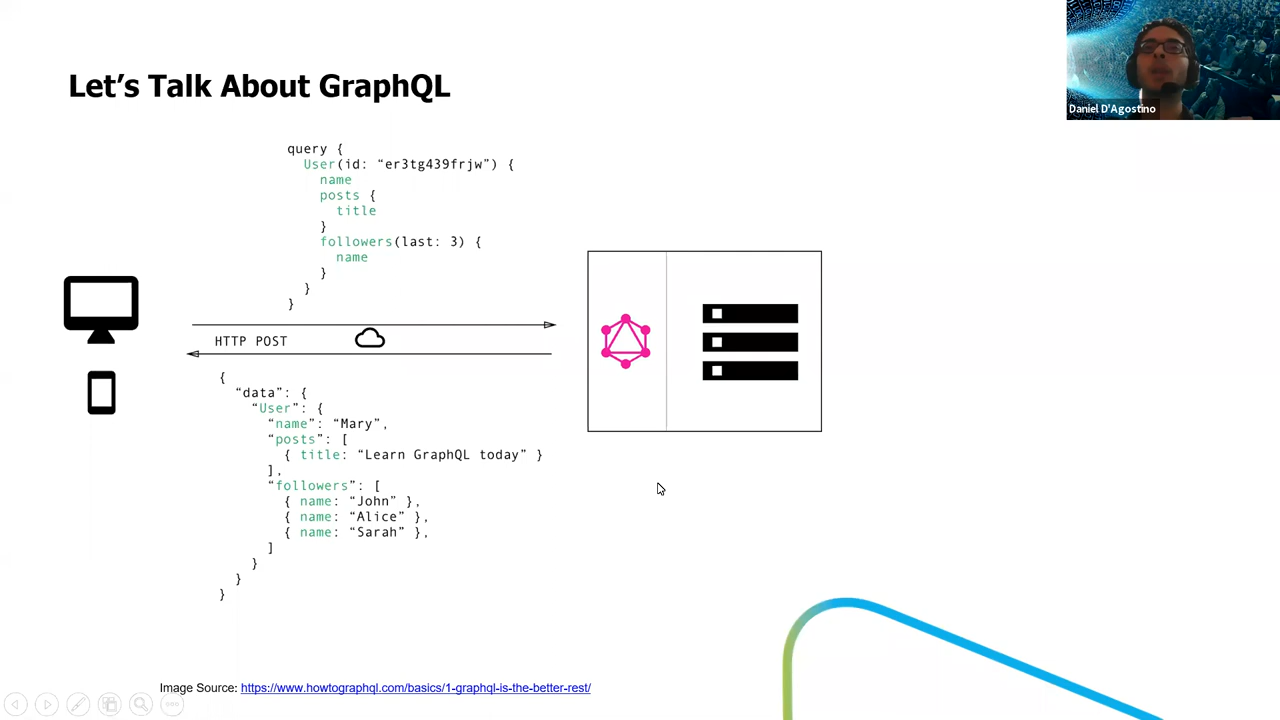 Let's Talk About GraphQL
Daniel D'Agostino
query {
User(id: “er3tg439frjw”) {
name
posts {
title
}
followers(last: 3) {
name
}
}
}
HTTP POST
{
“data”: {
“User”: {
“name”: “Mary”,
“posts”: [
{ title: “Learn GraphQL today” }
],
“followers”: [
{ name: “John” },
{ name: “Alice” },
{ name: “Sarah” },
]
}
}
}
Image Source: https://www.howtographql.com/basics/1-graphql-is-the-better-rest/